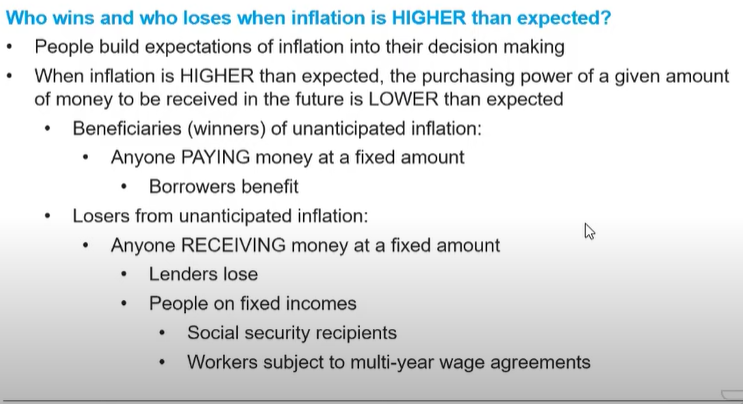 Who wins and who loses when inflation is HIGHER than expected?
• People build expectations of inflation into their decision making
• When inflation is HIGHER than expected, the purchasing power of a given amount
of money to be received in the future is LOWER than expected
• Beneficiaries (winners) of unanticipated inflation:
• Anyone PAYING money at a fixed amount
• Borrowers benefit
• Losers from unanticipated inflation:
• Anyone RECEIVING money at a fixed amount
• Lenders lose
• People on fixed incomes
• Social security recipients
• Workers subject to multi-year wage agreements